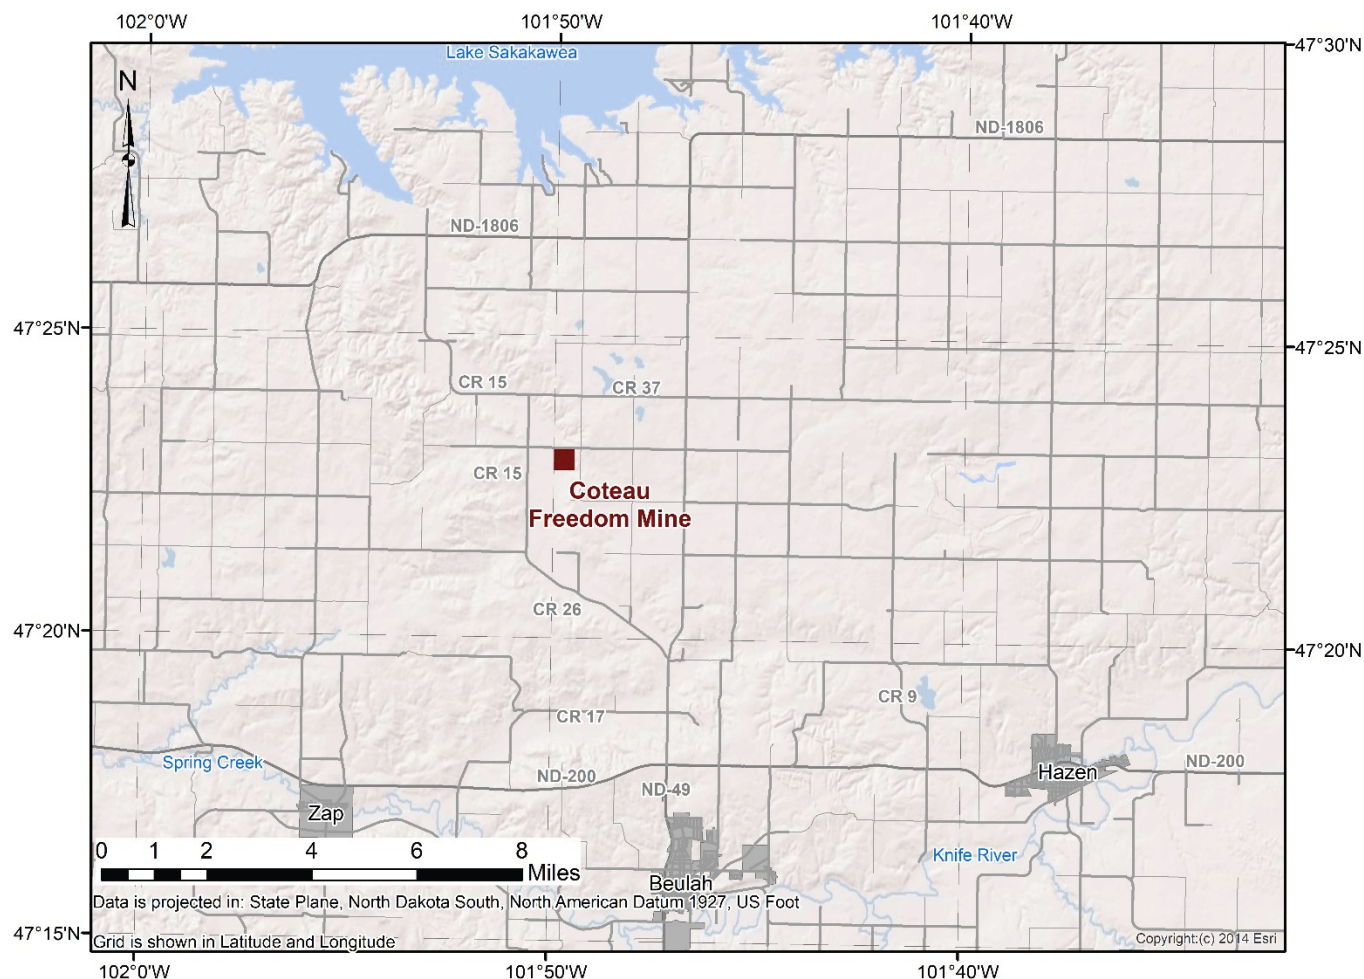 102°0'W
101°50'W
101°40'W
47°30'N
Lake Sakakawea
N
ND-1806
ND-1806
47°25'N
47°25'N
CR 15
CR 37
CR 15
Coteau
Freedom Mine
CR 26
47°20'N
47°20'N
CR 9
CR 17
Spring Creek
ND-200
ND-49
Hazen
ND-200
Zap
0 1 2 4 6 8
Miles
Knife River
Beulah
Data is projected in: State Plane, North Dakota South, North American Datum 1927, US Foot
47°15'N
Grid is shown in Latitude and Longitude
Copyright:(c) 2014 Esri
102°0'W
101°50'W
101°40'W